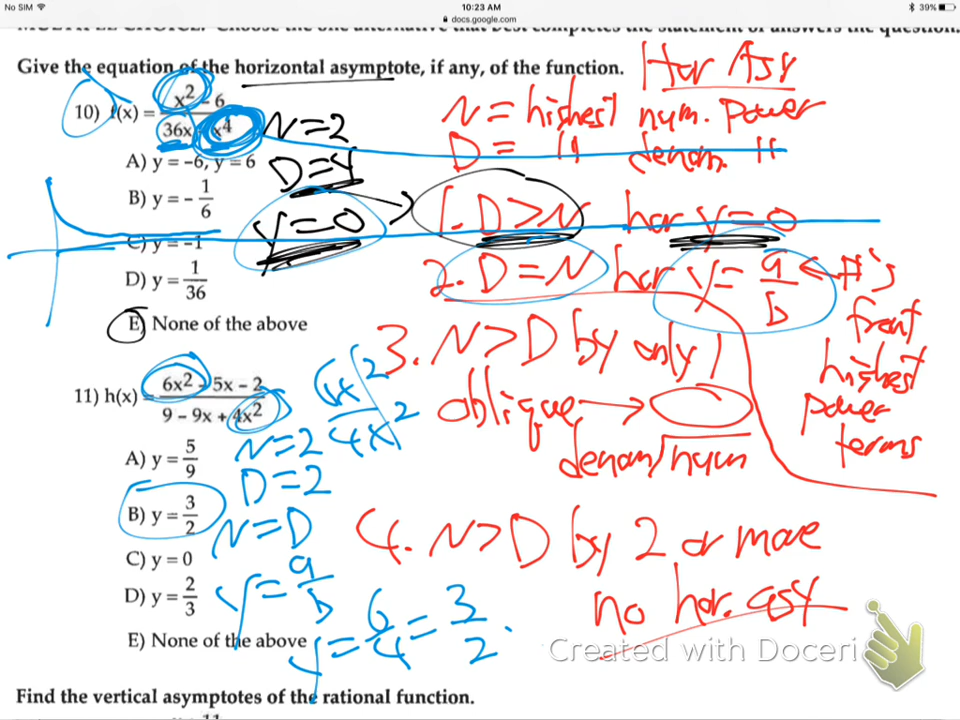 No SIM 10:23 AM 39%
docs.google.com
Give the equation of the horizontal asymptote, if any, of the function.
Hor Asy
N = highest num. power
D = " denom. "
10) f(x) = x2 - 6 / 36x - x4
N=2
D=4
y=0
A) y = -6, y = 6
B) y = - 1/6
C) y = -1
D) y = 1/36
E) None of the above
1. D > N hor y = 0
2. D = N hor y = a/b ← #'s
front
highest
power
terms
3. N > D by only 1
oblique →
denom/num
4. N > D by 2 or more
no hor. asy
11) h(x) = 6x2 - 5x - 2 / 9 - 9x + 4x2
6x2 / 4x2
N=2
D=2
N=D
y = a/b
y = 6/4 = 3/2.
A) y = 5/9
B) y = 3/2
C) y = 0
D) y = 2/3
E) None of the above
Created with Doceri
Find the vertical asymptotes of the rational function.